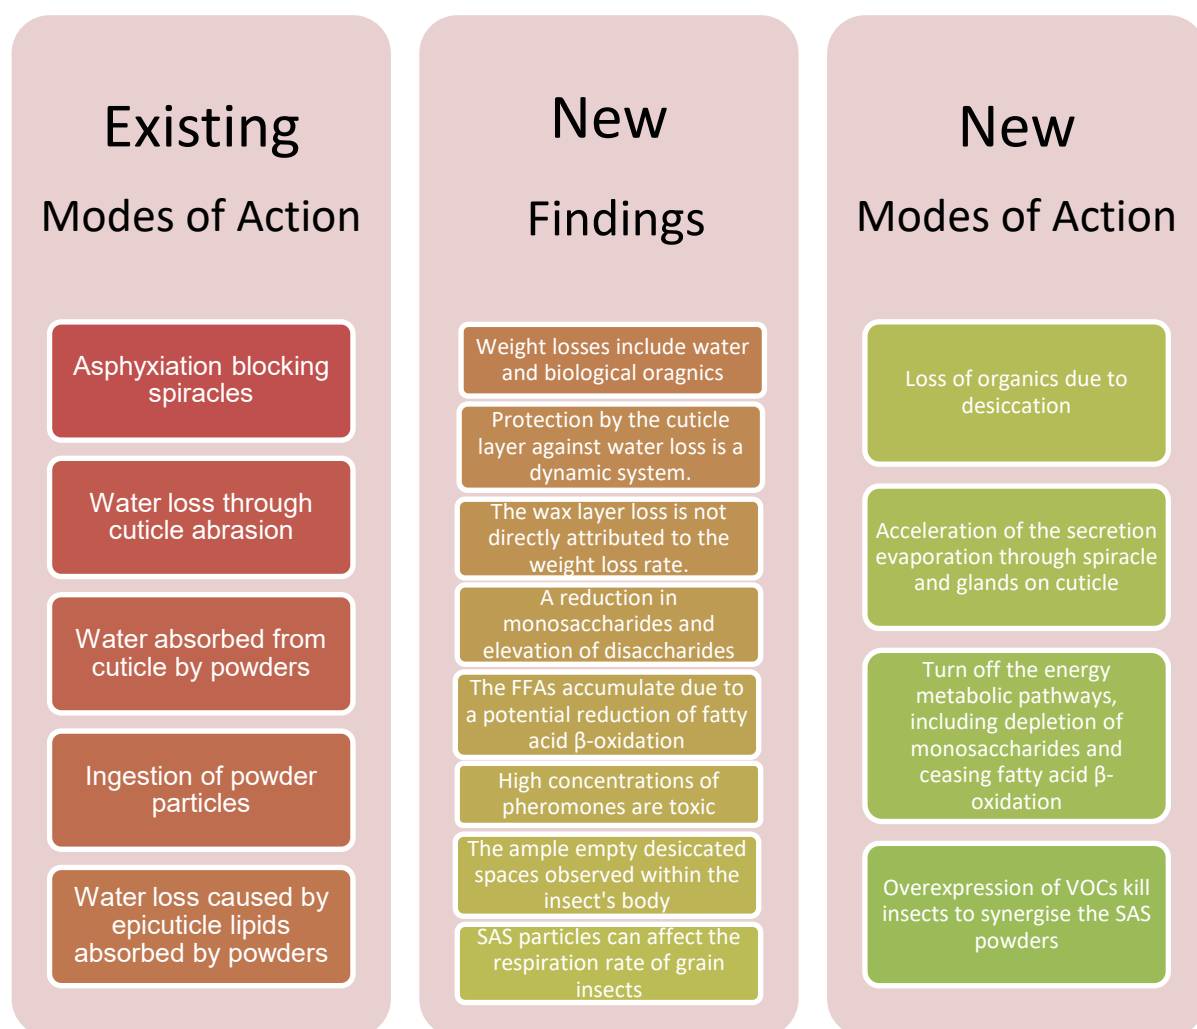 Existing
Modes of Action
Asphyxiation blocking
spiracles
Water loss through
cuticle abrasion
Water absorbed from
cuticle by powders
Ingestion of powder
particles
Water loss caused by
epicuticle lipids
absorbed by powders
New
Findings
Weight losses include water
and biological oragnics
Protection by the cuticle
layer against water loss is a
dynamic system.
The wax layer loss is not
directly attributed to the
weight loss rate.
A reduction in
monosaccharides and
elevation of disaccharides
The FFAs accumulate due to
a potential reduction of fatty
acid β-oxidation
High concentrations of
pheromones are toxic
The ample empty desiccated
spaces observed within the
insect's body
SAS particles can affect the
respiration rate of grain
insects
New
Modes of Action
Loss of organics due to
desiccation
Acceleration of the secretion
evaporation through spiracle
and glands on cuticle
Turn off the energy
metabolic pathways,
including depletion of
monosaccharides and
ceasing fatty acid β-
oxidation
Overexpression of VOCs kill
insects to synergise the SAS
powders